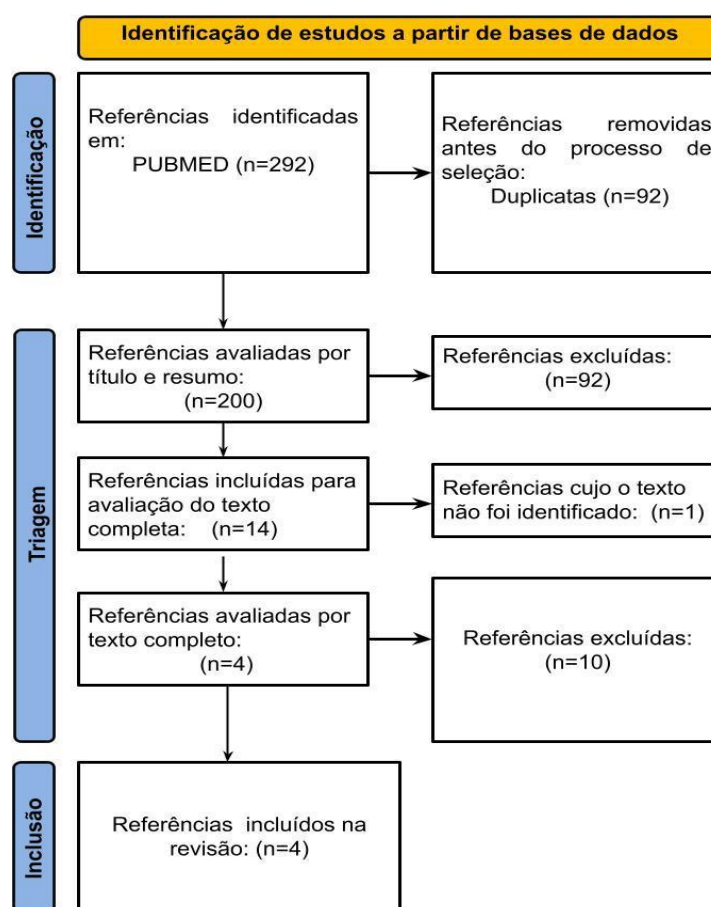 Identificação de estudos a partir de bases de dados
Identificação
Referências identificadas
em:
PUBMED (n=292)
Referências removidas
antes do processo de
seleção:
Duplicatas (n=92)
Triagem
Referências avaliadas por
título e resumo:
(n=200)
Referências excluídas:
(n=92)
Referências incluídas para
avaliação do texto
completa: (n=14)
Referências cujo o texto
não foi identificado: (n=1)
Referências avaliadas por
texto completo:
(n=4)
Referências excluídas:
(n=10)
Inclusão
Referências incluídos na
revisão: (n=4)